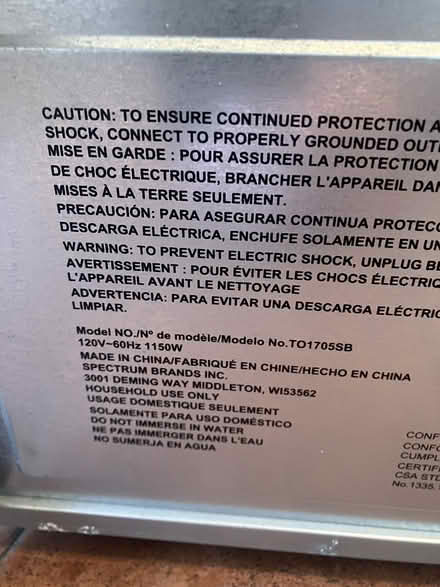 CAUTION: TO ENSURE CONTINUED PROTECTION A
SHOCK, CONNECT TO PROPERLY GROUNDED OUT
MISE EN GARDE : POUR ASSURER LA PROTECTION
DE CHOC ÉLECTRIQUE, BRANCHER L'APPAREIL DAN
MISES À LA TERRE SEULEMENT.
PRECAUCIÓN: PARA ASEGURAR CONTINUA PROTECC
DESCARGA ELÉCTRICA, ENCHUFE SOLAMENTE EN UN
WARNING: TO PREVENT ELECTRIC SHOCK, UNPLUG BE
AVERTISSEMENT : POUR ÉVITER LES CHOCS ÉLECTRIQ
L'APPAREIL AVANT LE NETTOYAGE
ADVERTENCIA: PARA EVITAR UNA DESCARGA ELÉCTRIC
LIMPIAR.
Model NO./Nº de modèle/Modelo No.TO1705SB
120V~60Hz 1150W
MADE IN CHINA/FABRIQUÉ EN CHINE/HECHO EN CHINA
SPECTRUM BRANDS INC.
3001 DEMING WAY MIDDLETON, WI53562
HOUSEHOLD USE ONLY
USAGE DOMESTIQUE SEULEMENT
SOLAMENTE PARA USO DOMÉSTICO
DO NOT IMMERSE IN WATER
NE PAS IMMERGER DANS L'EAU
NO SUMERJA EN AGUA
CONF
CONFO
CUMPL
CERTIF
CSA STD
No.1335.